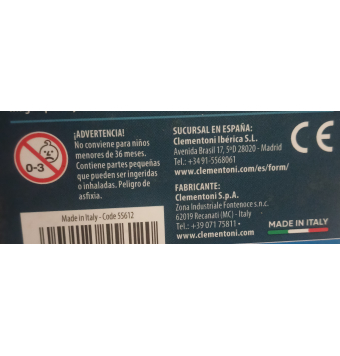 ¡ADVERTENCIA!
No conviene para niños
menores de 36 meses.
Contiene partes pequeñas
que pueden ser ingeridas
o inhaladas. Peligro de
asfixia.
0-3
SUCURSAL EN ESPAÑA:
Clementoni Ibérica S.L.
Avenida Brasil 17, 5ºD 28020 - Madrid
Tel.: +34 91-5568061
www.clementoni.com/es/form/
CE
FABRICANTE:
Clementoni S.p.A.
Zona Industriale Fontenoce s.n.c.
62019 Recanati (MC) - Italy
Tel.: +39 071 75811 •
www.clementoni.com
Made in Italy - Code 55612
MADE IN ITALY